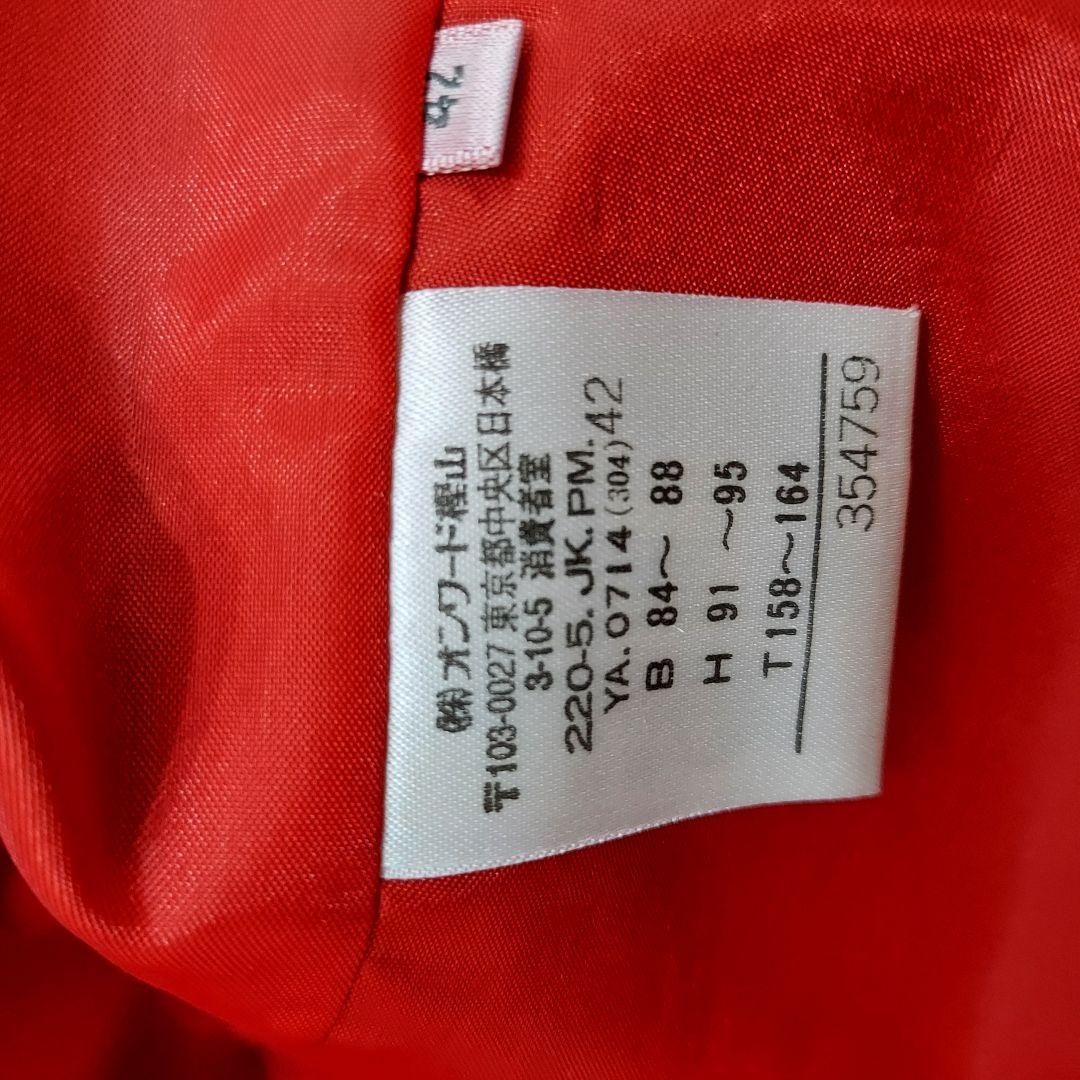 42
㈱オンワード樫山
〒103-0027 東京都中央区日本橋
3-10-5 消費者室
220-5.JK.PM.
YA.0714(304)42
B 84～ 88
H 91 ～95
T158～164
354759